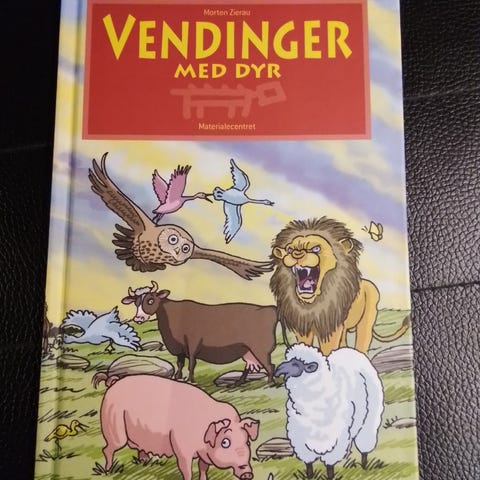 Morten Zierau
VENDINGER
MED DYR
Materialecentret